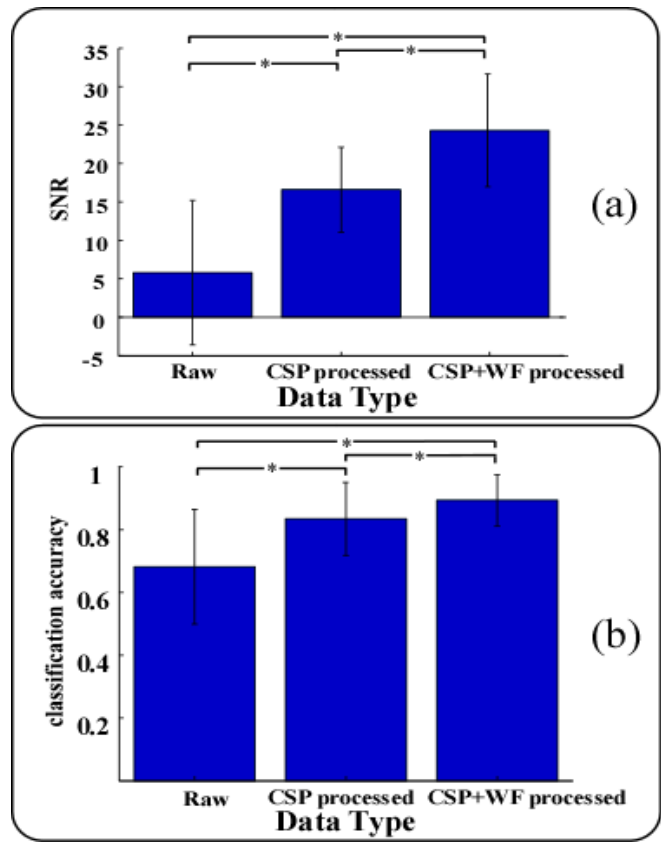 * 
* *
35
30
25
20
15
10
5
0
-5
SNR
(a)
Raw CSP processed CSP+WF processed
Data Type
*
* *
1
0.8
0.6
0.4
0.2
classification accuracy
(b)
Raw CSP processed CSP+WF processed
Data Type